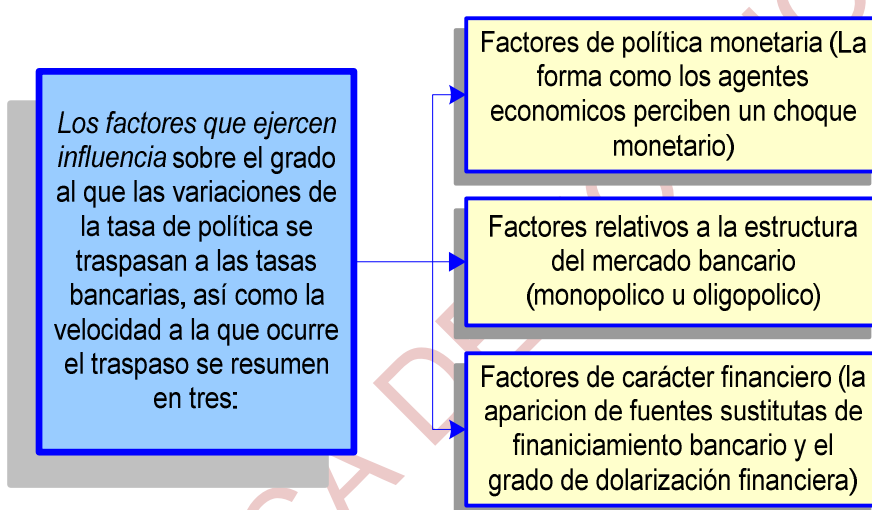 Los factores que ejercen
influencia sobre el grado
al que las variaciones de
la tasa de política se
traspasan a las tasas
bancarias, así como la
velocidad a la que ocurre
el traspaso se resumen
en tres:
Factores de política monetaria (La
forma como los agentes
economicos perciben un choque
monetario)
Factores relativos a la estructura
del mercado bancario
(monopolico u oligopolico)
Factores de carácter financiero (la
aparicion de fuentes sustitutas de
financiamiento bancario y el
grado de dolarización financiera)